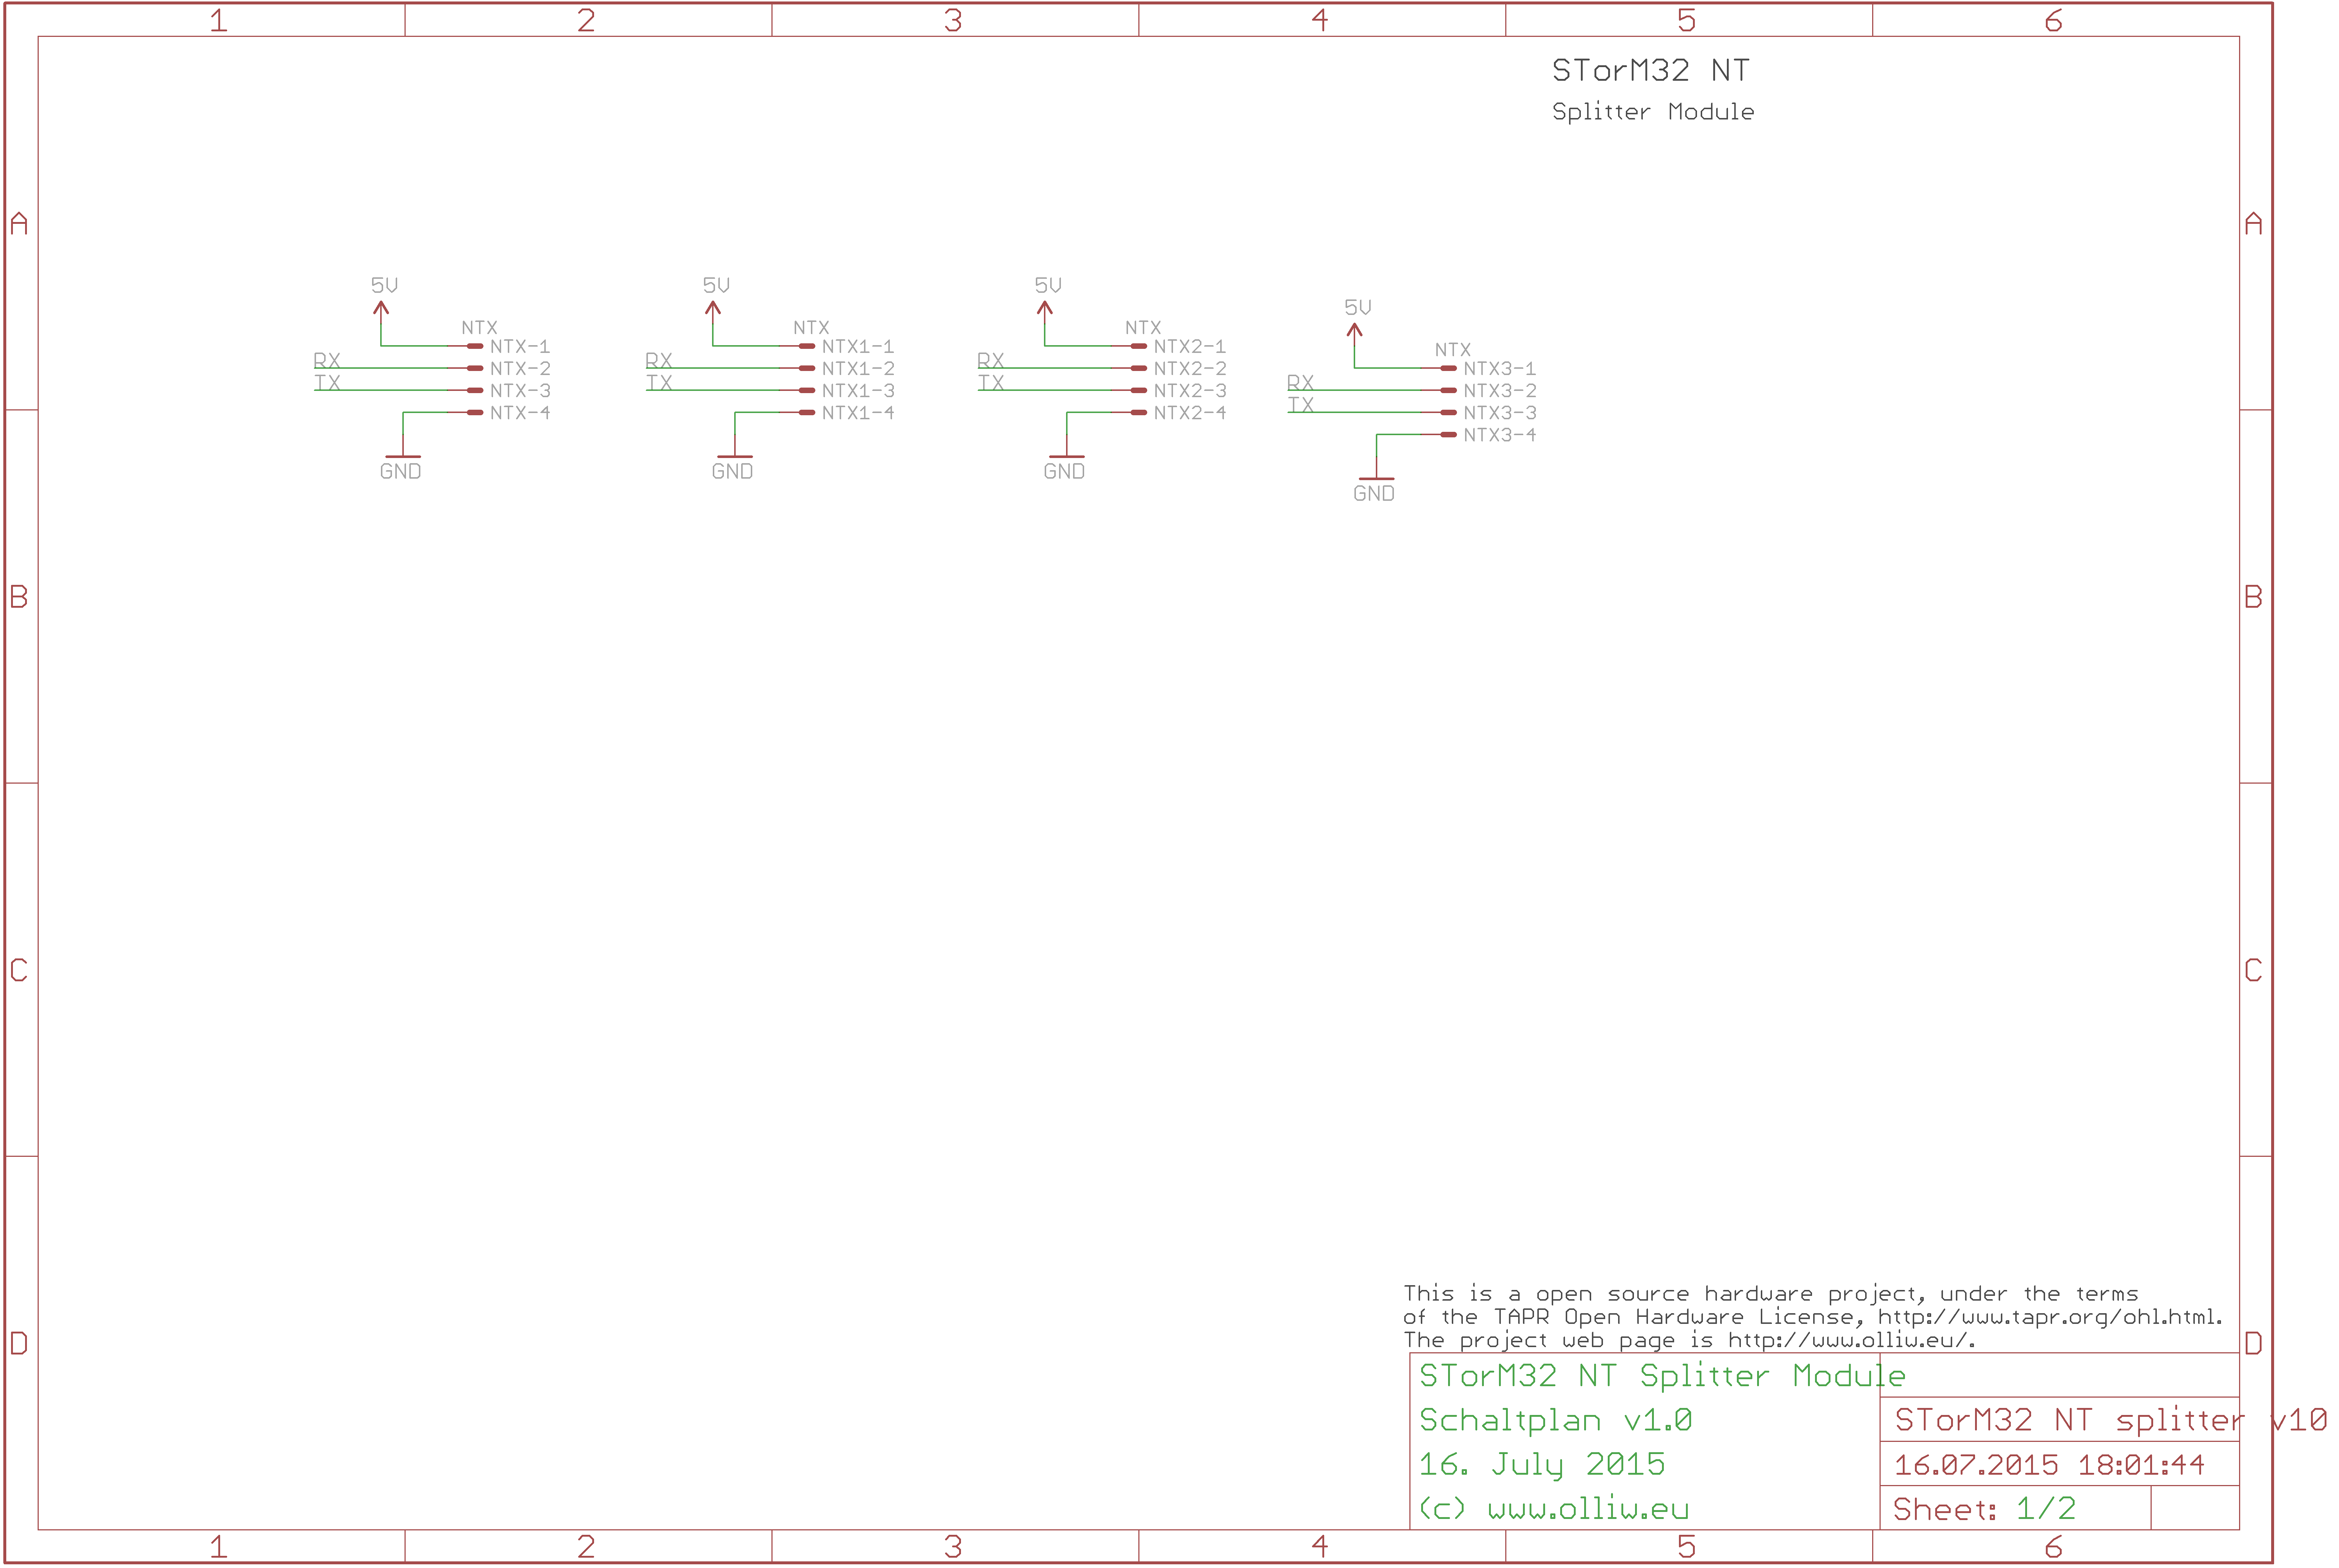 1 2 3 4 5 6
STorM32 NT
Splitter Module
A A
5V 5V 5V 5V
NTX NTX NTX NTX
NTX-1 NTX1-1 NTX2-1 NTX3-1
RX NTX-2 RX NTX1-2 RX NTX2-2 RX NTX3-2
TX NTX-3 TX NTX1-3 TX NTX2-3 TX NTX3-3
NTX-4 NTX1-4 NTX2-4 NTX3-4
GND GND GND GND
B B
C C
This is a open source hardware project, under the terms
of the TAPR Open Hardware License, http://www.tapr.org/ohl.html.
The project web page is http://www.olliw.eu/.
D D
STorM32 NT Splitter Module
Schaltplan v1.0 STorM32 NT splitter v10
16. July 2015 16.07.2015 18:01:44
(c) www.olliw.eu Sheet: 1/2
1 2 3 4 5 6